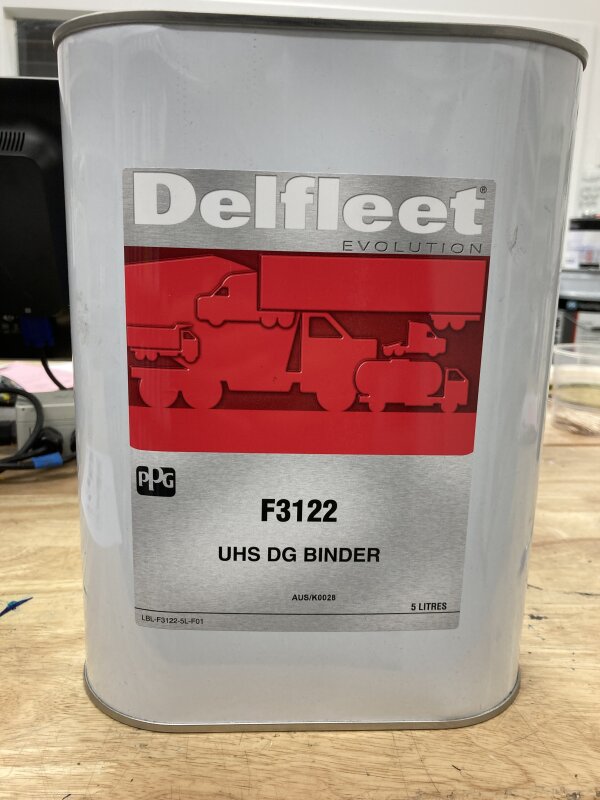 Delfleet®
EVOLUTION
PPG
F3122
UHS DG BINDER
AUS/K0028
5 LITRES
LBL-F3122-5L-F01